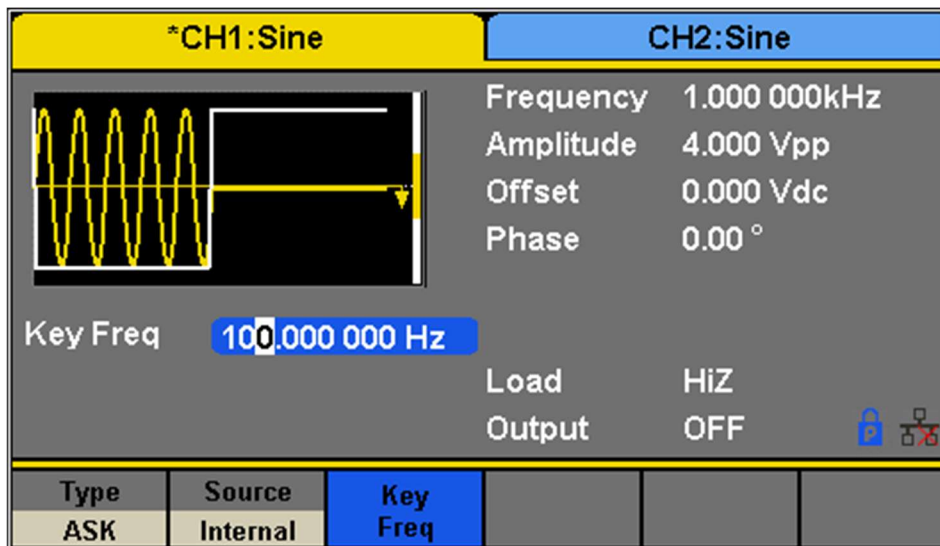 *CH1:Sine CH2:Sine
Frequency 1.000 000kHz
Amplitude 4.000 Vpp
Offset 0.000 Vdc
Phase 0.00 °
Key Freq 100.000 000 Hz
Load HiZ
Output OFF
P
Type Source Key
ASK Internal Freq